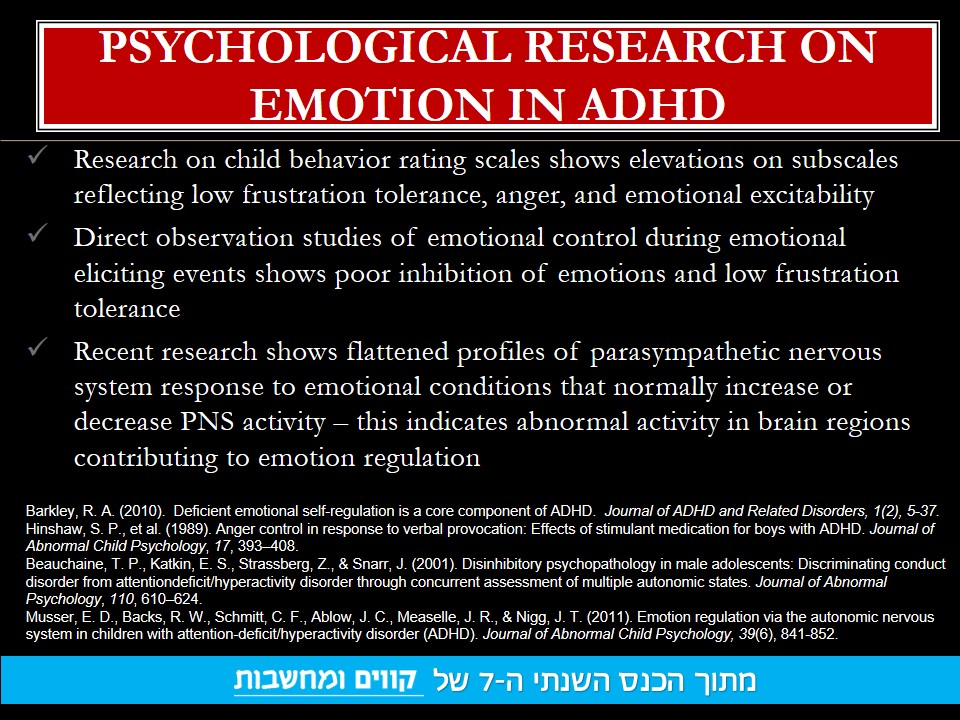 PSYCHOLOGICAL RESEARCH ON
EMOTION IN ADHD
✓ Research on child behavior rating scales shows elevations on subscales
reflecting low frustration tolerance, anger, and emotional excitability
✓ Direct observation studies of emotional control during emotional
eliciting events shows poor inhibition of emotions and low frustration
tolerance
✓ Recent research shows flattened profiles of parasympathetic nervous
system response to emotional conditions that normally increase or
decrease PNS activity – this indicates abnormal activity in brain regions
contributing to emotion regulation
Barkley, R. A. (2010). Deficient emotional self-regulation is a core component of ADHD. Journal of ADHD and Related Disorders, 1(2), 5-37.
Hinshaw, S. P., et al. (1989). Anger control in response to verbal provocation: Effects of stimulant medication for boys with ADHD. Journal of
Abnormal Child Psychology, 17, 393–408.
Beauchaine, T. P., Katkin, E. S., Strassberg, Z., & Snarr, J. (2001). Disinhibitory psychopathology in male adolescents: Discriminating conduct
disorder from attentiondeficit/hyperactivity disorder through concurrent assessment of multiple autonomic states. Journal of Abnormal
Psychology, 110, 610–624.
Musser, E. D., Backs, R. W., Schmitt, C. F., Ablow, J. C., Measelle, J. R., & Nigg, J. T. (2011). Emotion regulation via the autonomic nervous
system in children with attention-deficit/hyperactivity disorder (ADHD). Journal of Abnormal Child Psychology, 39(6), 841-852.
מתוך הכנס השנתי ה-7 של קווים ומחשבות